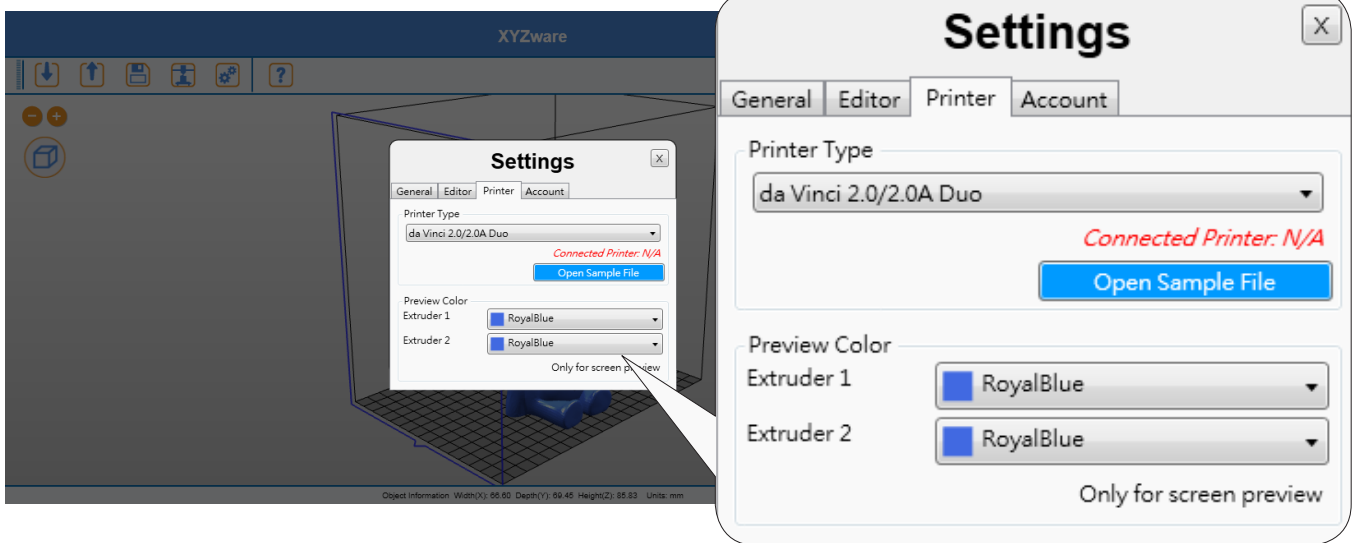 XYZware
?
Settings
X
General Editor Printer Account
Printer Type
da Vinci 2.0/2.0A Duo
Connected Printer: N/A
Open Sample File
Preview Color
Extruder 1 RoyalBlue
Extruder 2 RoyalBlue
Only for screen preview
Object Information Width(X): 66.60 Depth(Y): 69.45 Height(Z): 85.83 Units: mm
Settings
X
General Editor Printer Account
Printer Type
da Vinci 2.0/2.0A Duo
Connected Printer: N/A
Open Sample File
Preview Color
Extruder 1 RoyalBlue
Extruder 2 RoyalBlue
Only for screen preview